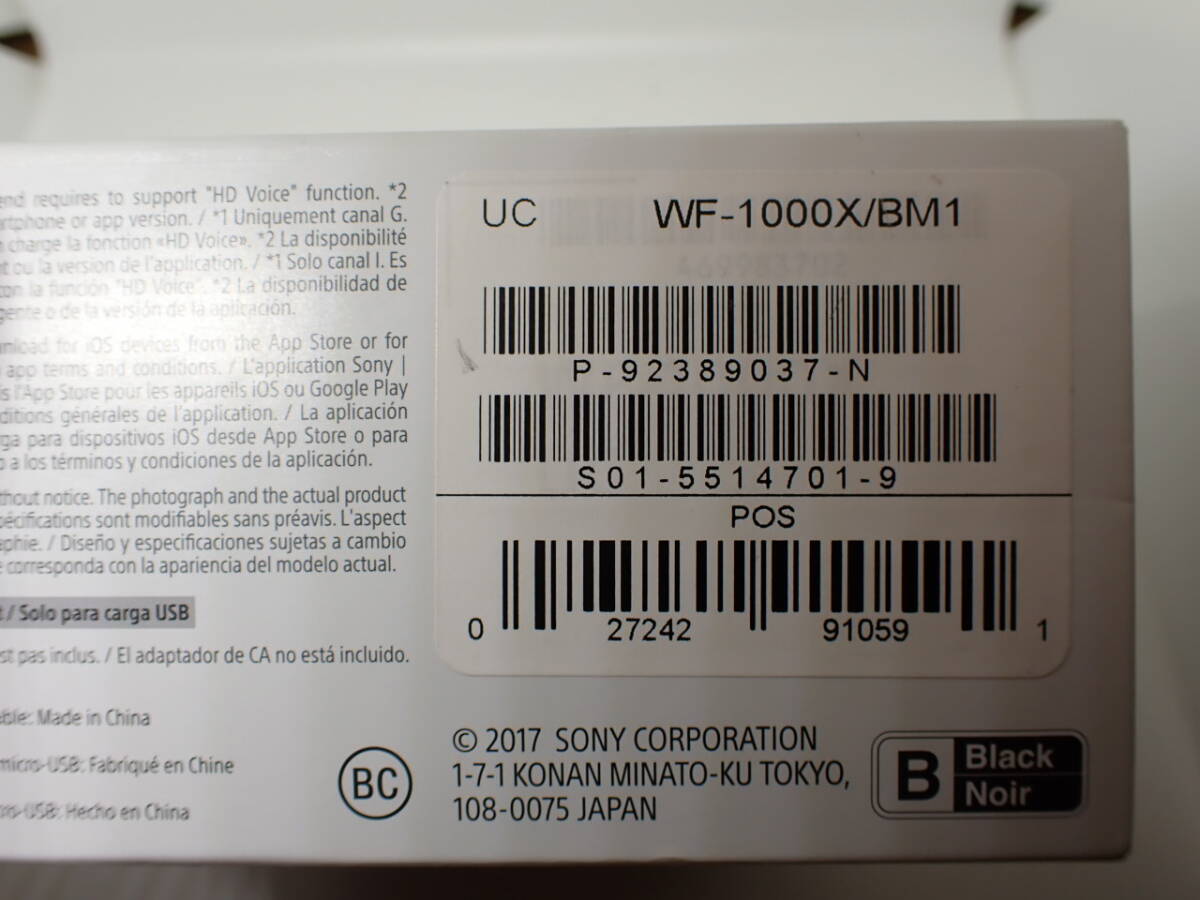 end requires to support "HD Voice" function. *2
artphone or app version. / *1 Uniquement canal G.
charge la fonction «HD Voice». *2 La disponibilité
ou la version de l'application. / *1 Solo canal I. Es
con la función "HD Voice". *2 La disponibilidad de
o de la versión de la aplicación.
for iOS devices from the App Store or for
app terms and conditions. / L'application Sony |
l'App Store pour les appareils iOS ou Google Play
ditions générales de l'application. / La aplicación
ga para dispositivos iOS desde App Store o para
o a los términos y condiciones de la aplicación.
thout notice. The photograph and the actual product
pécifications sont modifiables sans préavis. L'aspect
aphie. / Diseño y especificaciones sujetas a cambio
corresponda con la apariencia del modelo actual.
/ Solo para carga USB
st pas inclus. / El adaptador de CA no está incluido.
ble: Made in China
micro-USB: Fabriqué en Chine
ro-USB: Hecho en China
UC WF-1000X/BM1
469983702
P-92389037-N
S01-5514701-9
POS
0 27242 91059 1
BC
© 2017 SONY CORPORATION
1-7-1 KONAN MINATO-KU TOKYO,
108-0075 JAPAN
B Black
Noir